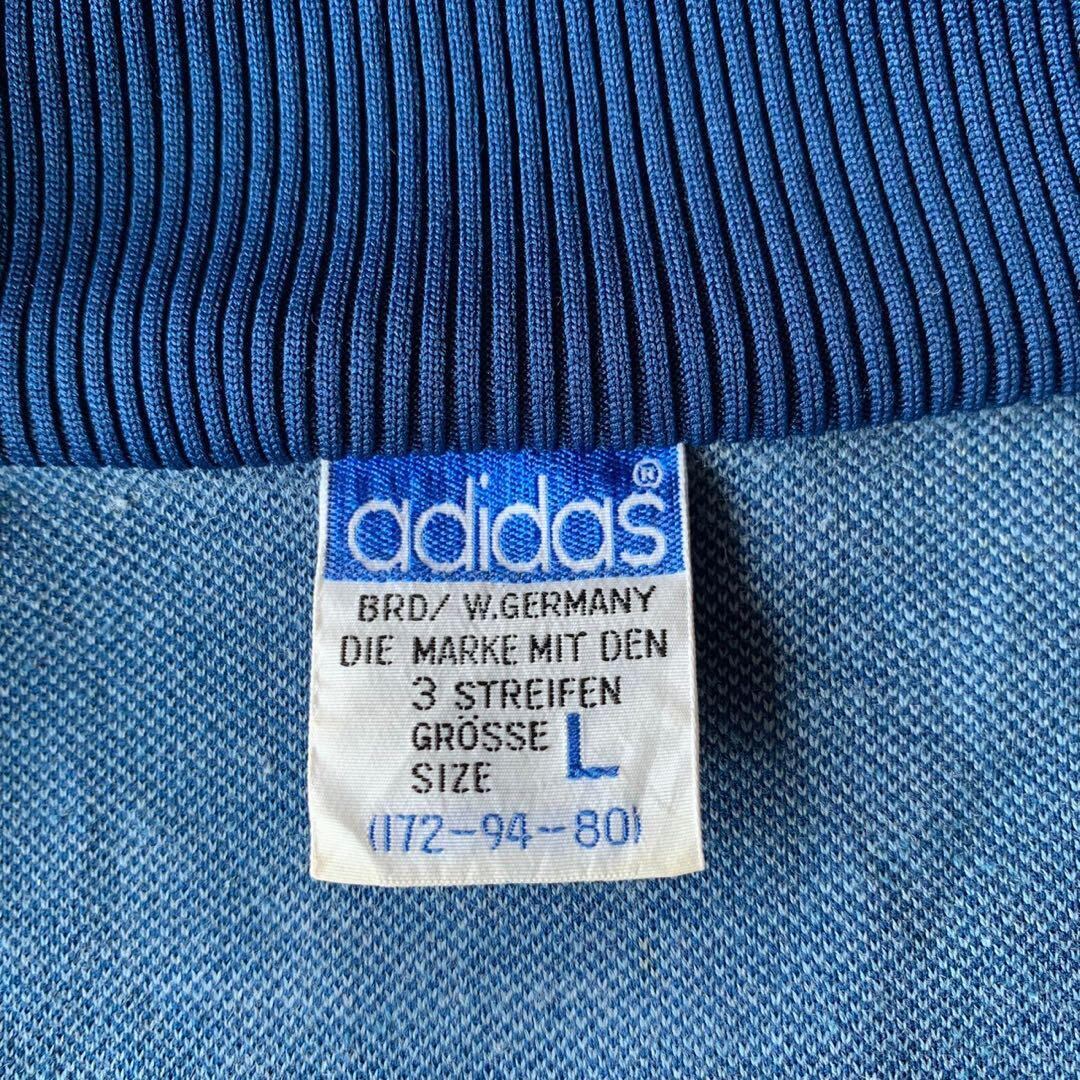 adidas®
BRD/ W.GERMANY
DIE MARKE MIT DEN
3 STREIFEN
GRÖSSE L
SIZE
(172-94--80)